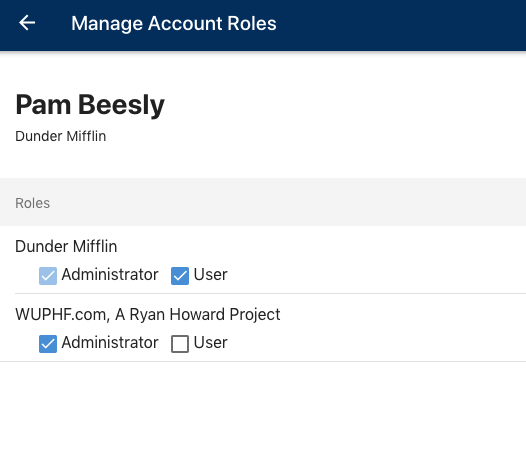 Manage Account Roles
Pam Beesly
Dunder Mifflin
Roles
Dunder Mifflin
Administrator User
WUPHF.com, A Ryan Howard Project
Administrator User